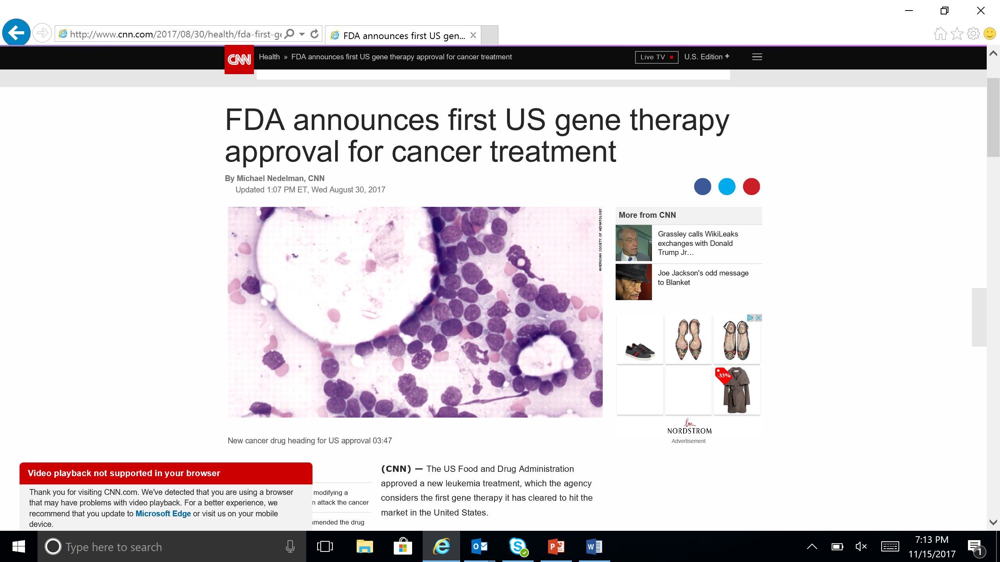 http://www.cnn.com/2017/08/30/health/fda-first-ge
FDA announces first US gen...
CNN
Health » FDA announces first US gene therapy approval for cancer treatment
Live TV
U.S. Edition +
FDA announces first US gene therapy
approval for cancer treatment
By Michael Nedelman, CNN
Updated 1:07 PM ET, Wed August 30, 2017
AMERICAN SOCIETY OF HEMATOLOGY
New cancer drug heading for US approval 03:47
More from CNN
Grassley calls WikiLeaks
exchanges with Donald
Trump Jr…
Joe Jackson's odd message
to Blanket
-33%
love,
NORDSTROM
Advertisement
Video playback not supported in your browser
Thank you for visiting CNN.com. We've detected that you are using a browser
that may have problems with video playback. For a better experience, we
recommend that you update to Microsoft Edge or visit us on your mobile
device.
modifying a
n attack the cancer
mended the drug
(CNN) — The US Food and Drug Administration
approved a new leukemia treatment, which the agency
considers the first gene therapy it has cleared to hit the
market in the United States.
Type here to search
7:13 PM
11/15/2017
1